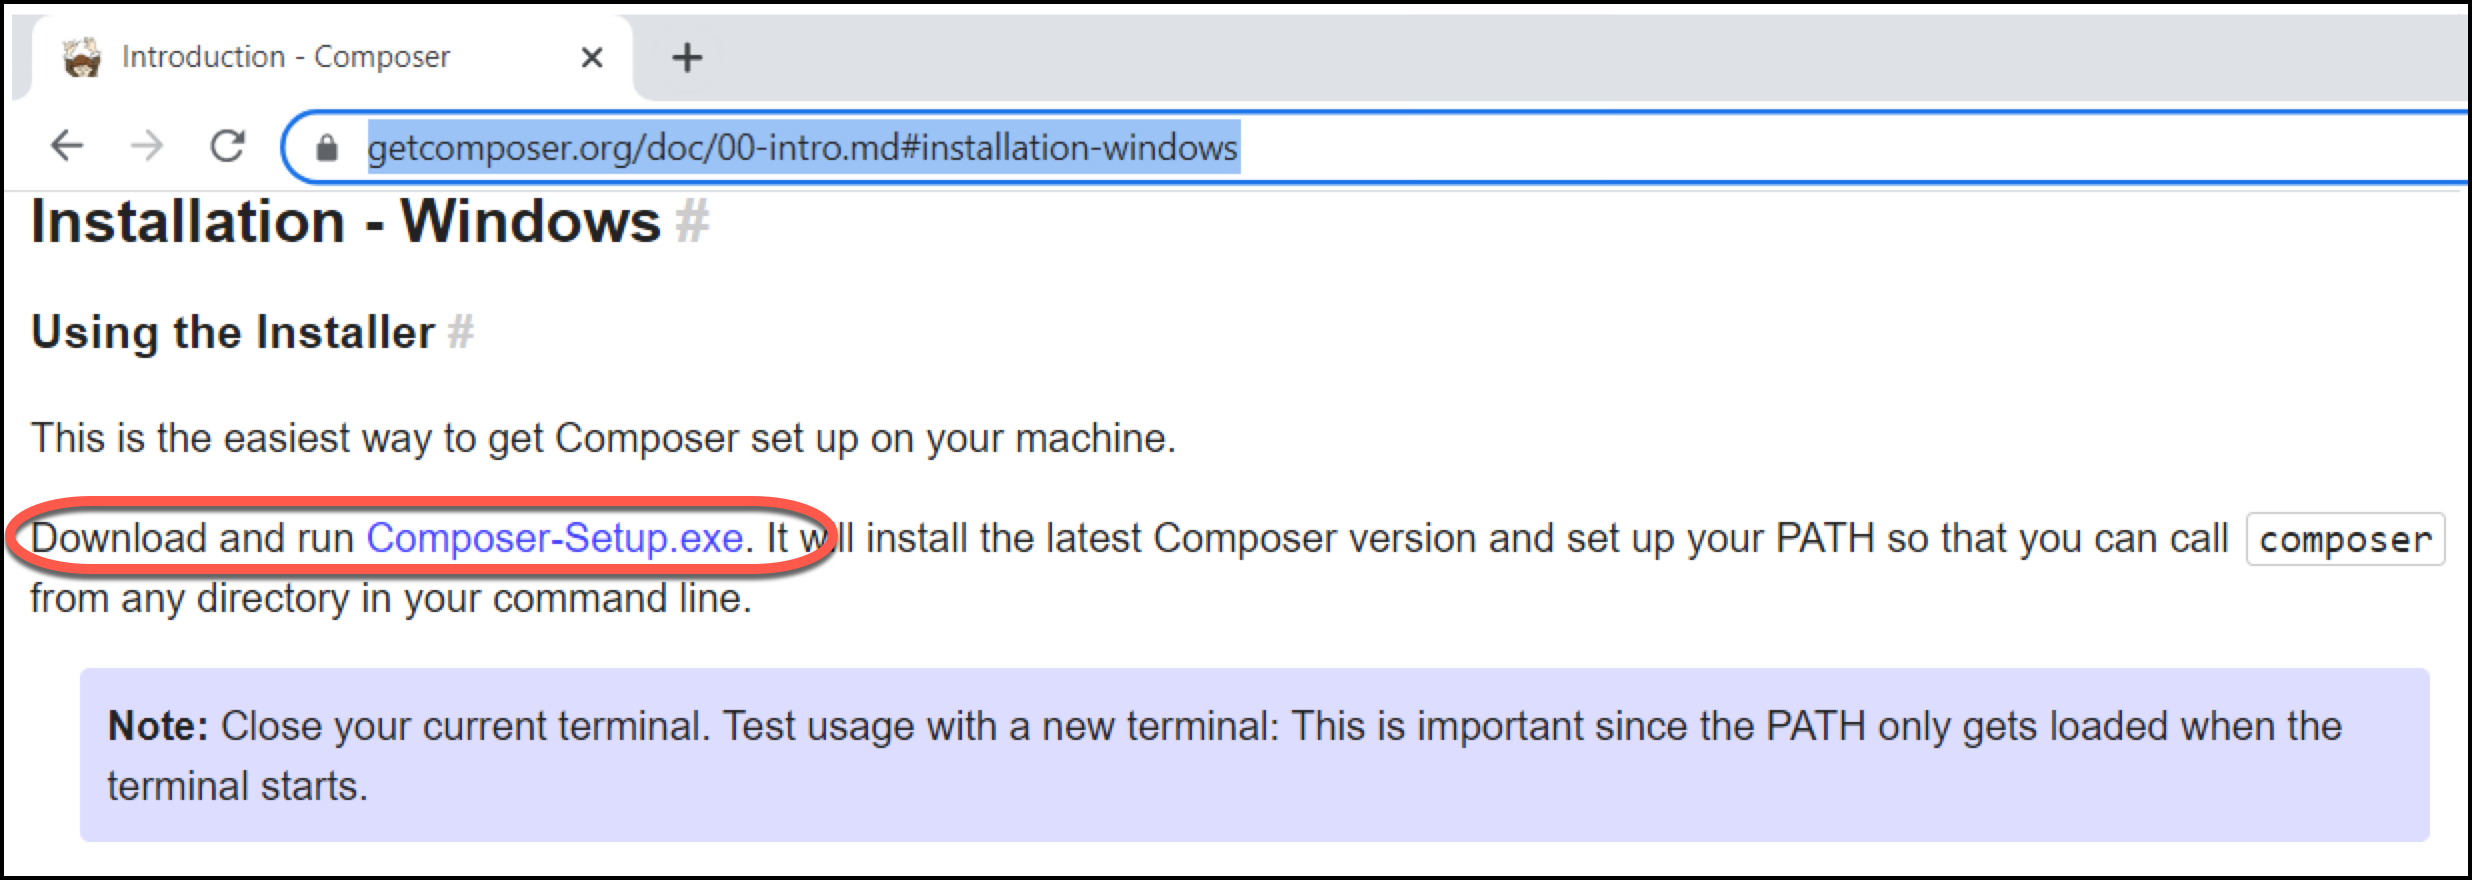 Introduction - Composer
getcomposer.org/doc/00-intro.md#installation-windows
Installation - Windows #
Using the Installer #
This is the easiest way to get Composer set up on your machine.
Download and run Composer-Setup.exe. It will install the latest Composer version and set up your PATH so that you can call composer
from any directory in your command line.
Note: Close your current terminal. Test usage with a new terminal: This is important since the PATH only gets loaded when the
terminal starts.